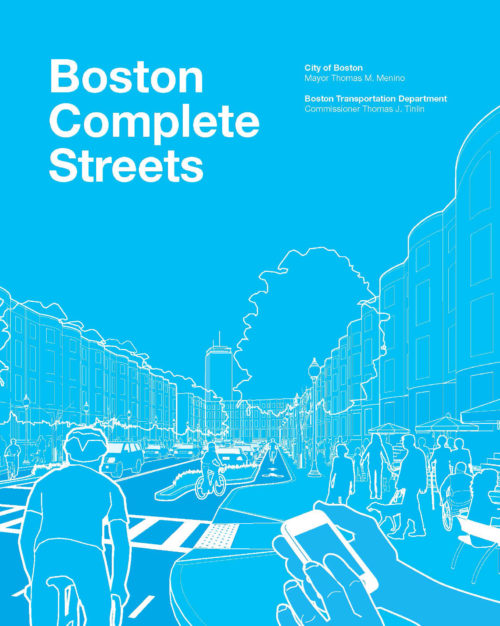 Boston
Complete
Streets
City of Boston
Mayor Thomas M. Menino
Boston Transportation Department
Commissioner Thomas J. Tinlin